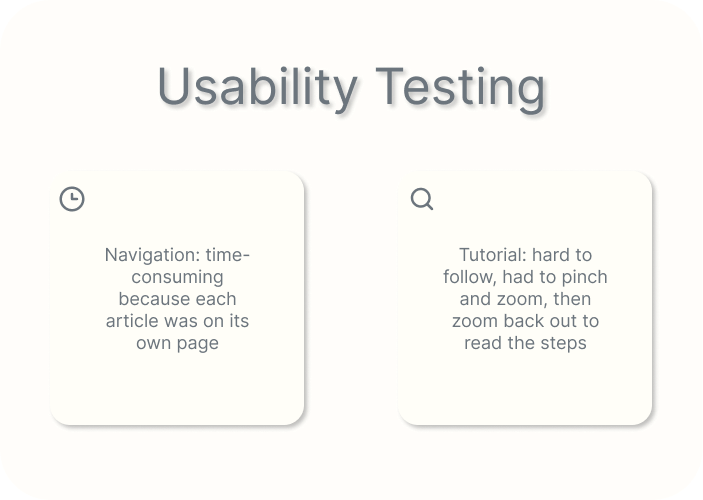 Usability Testing
Navigation: time-
consuming
because each
article was on its
own page
Tutorial: hard to
follow, had to pinch
and zoom, then
zoom back out to
read the steps